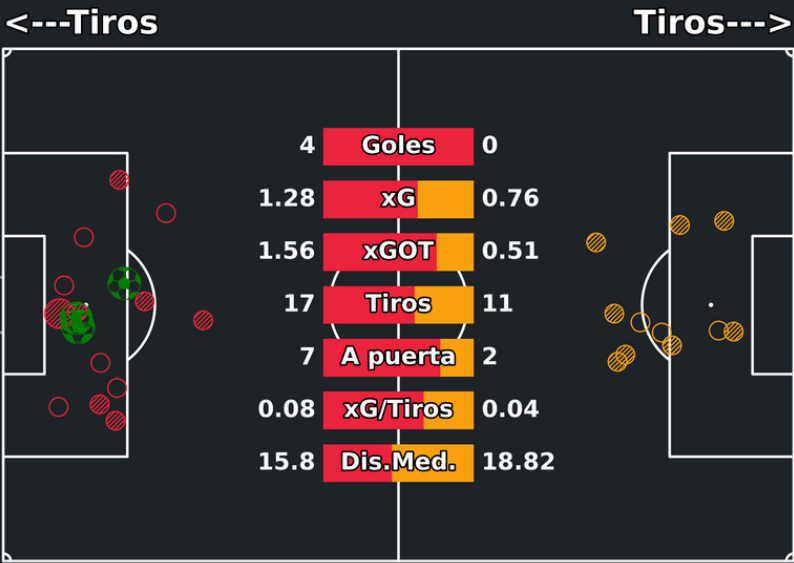 <---Tiros Tiros--->
4 Goles 0
1.28 xG 0.76
1.56 xGOT 0.51
17 Tiros 11
7 A puerta 2
0.08 xG/Tiros 0.04
15.8 Dis.Med. 18.82